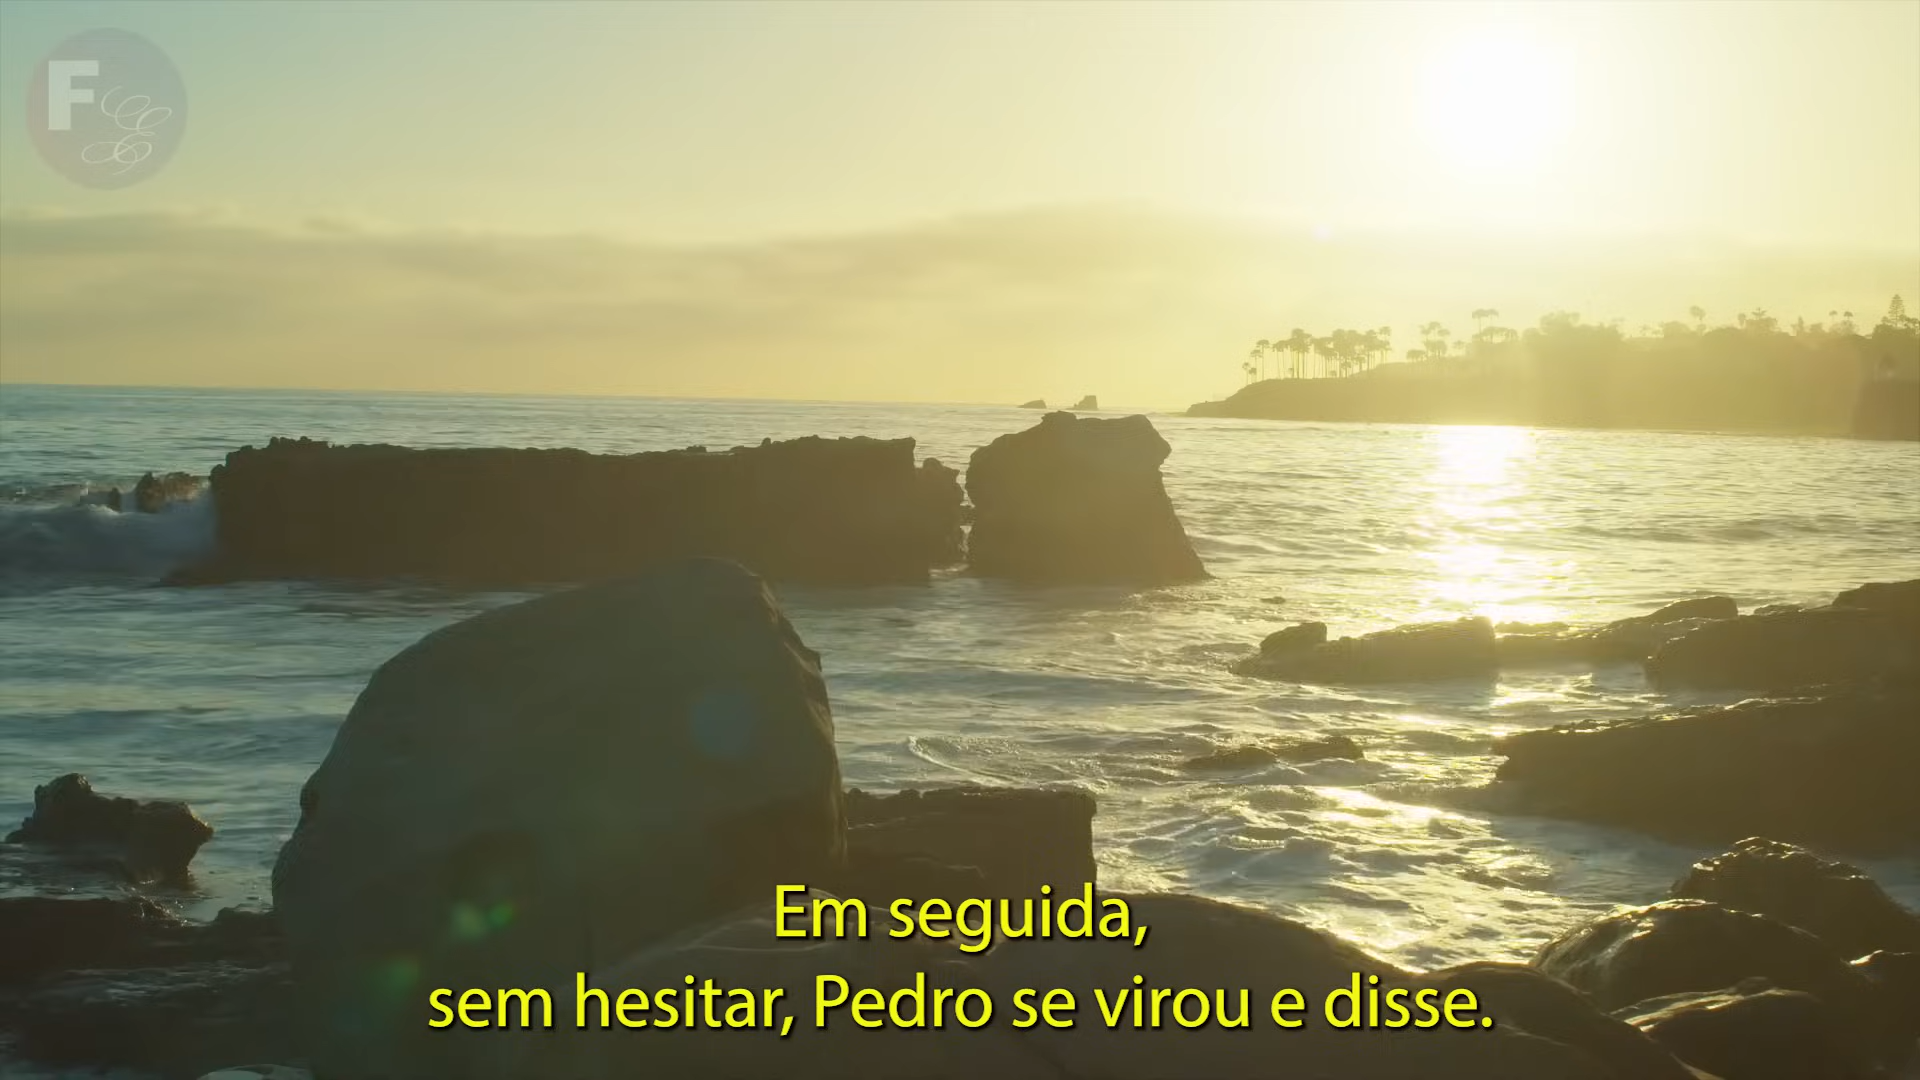 F
Em seguida,
sem hesitar, Pedro se virou e disse.